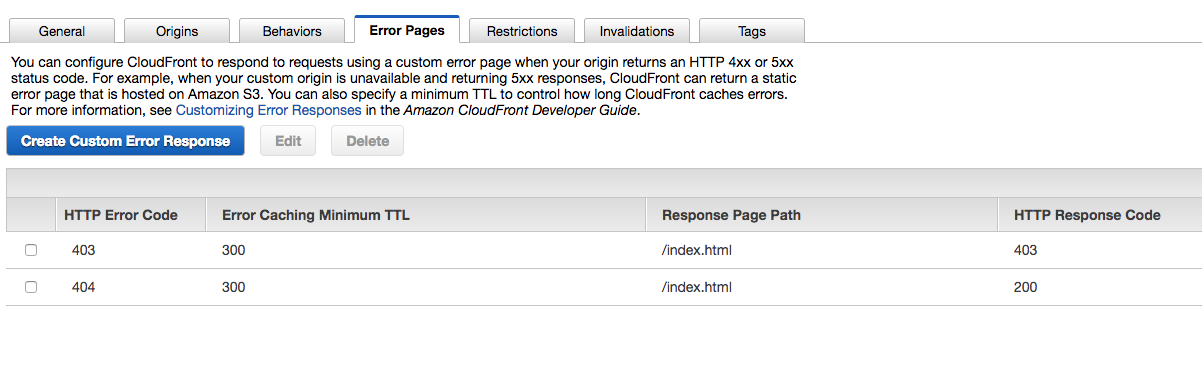 General Origins Behaviors Error Pages Restrictions Invalidations Tags
You can configure CloudFront to respond to requests using a custom error page when your origin returns an HTTP 4xx or 5xx
status code. For example, when your custom origin is unavailable and returning 5xx responses, CloudFront can return a static
error page that is hosted on Amazon S3. You can also specify a minimum TTL to control how long CloudFront caches errors.
For more information, see Customizing Error Responses in the Amazon CloudFront Developer Guide.
Create Custom Error Response Edit Delete
HTTP Error Code Error Caching Minimum TTL Response Page Path HTTP Response Code
403 300 /index.html 403
404 300 /index.html 200